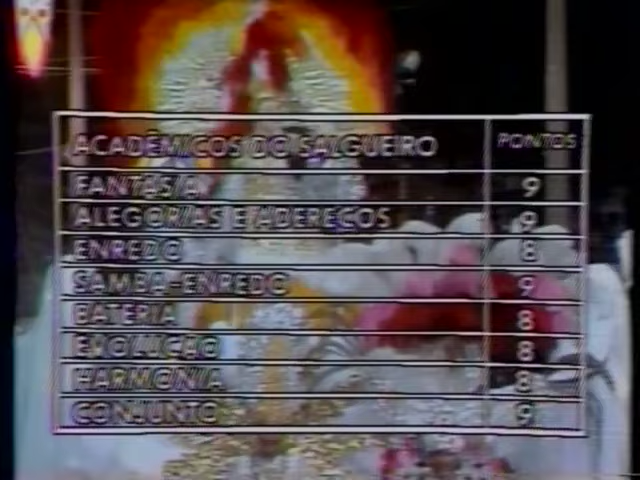 ACADÊMICOS DO SALGUEIRO PONTOS
FANTASIA 9
ALEGORIAS E ADEREÇOS 9
ENREDO 8
SAMBA-ENREDO 9
BATERIA 8
EVOLUÇÃO 8
HARMONIA 8
CONJUNTO 9